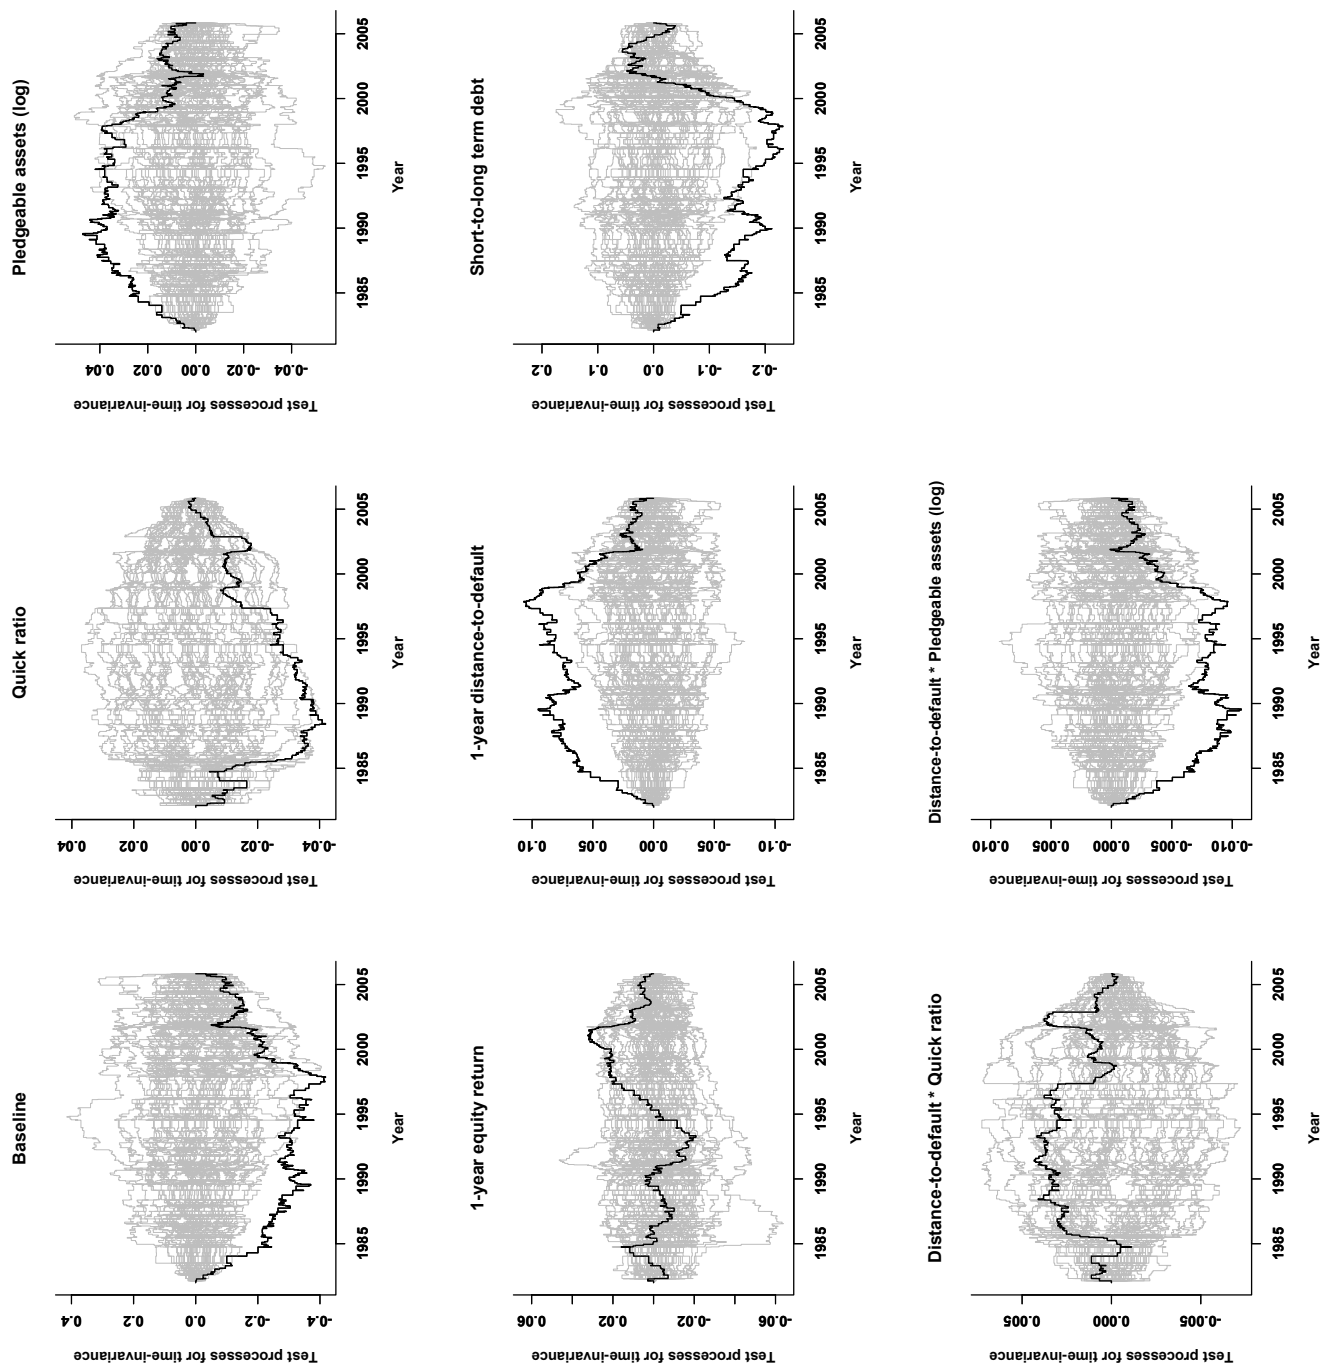 Baseline
Test processes for time-invariance
0.4
0.2
0.0
-0.2
-0.4
1985 1990 1995 2000 2005
Year
Quick ratio
Test processes for time-invariance
0.04
0.02
0.00
-0.02
-0.04
1985 1990 1995 2000 2005
Year
Pledgeable assets (log)
Test processes for time-invariance
0.04
0.02
0.00
-0.02
-0.04
1985 1990 1995 2000 2005
Year
1-year equity return
Test processes for time-invariance
0.06
0.02
-0.02
-0.06
1985 1990 1995 2000 2005
Year
1-year distance-to-default
Test processes for time-invariance
0.10
0.05
0.00
-0.05
-0.10
1985 1990 1995 2000 2005
Year
Short-to-long term debt
Test processes for time-invariance
0.2
0.1
0.0
-0.1
-0.2
1985 1990 1995 2000 2005
Year
Distance-to-default * Quick ratio
Test processes for time-invariance
0.005
0.000
-0.005
1985 1990 1995 2000 2005
Year
Distance-to-default * Pledgeable assets (log)
Test processes for time-invariance
0.010
0.005
0.000
-0.005
-0.010
1985 1990 1995 2000 2005
Year